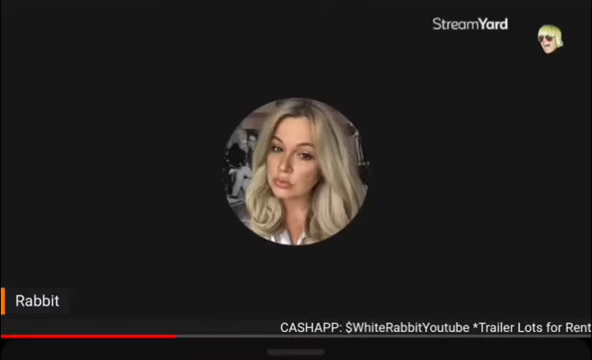 StreamYard
Rabbit
CASHAPP: $WhiteRabbitYoutube *Trailer Lots for Rent